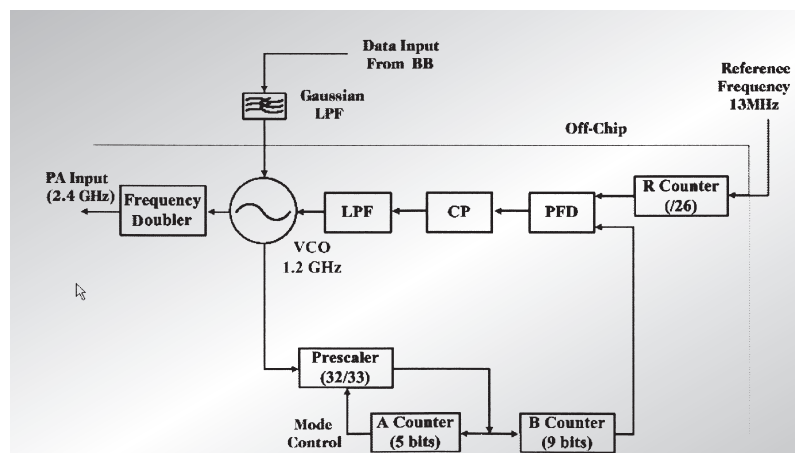 Data Input
From BB
Gaussian
LPF
Reference
Frequency
13MHz
Off-Chip
PA Input
(2.4 GHz)
Frequency
Doubler
VCO
1.2 GHz
LPF
CP
PFD
R Counter
(/26)
Prescaler
(32/33)
Mode
Control
A Counter
(5 bits)
B Counter
(9 bits)